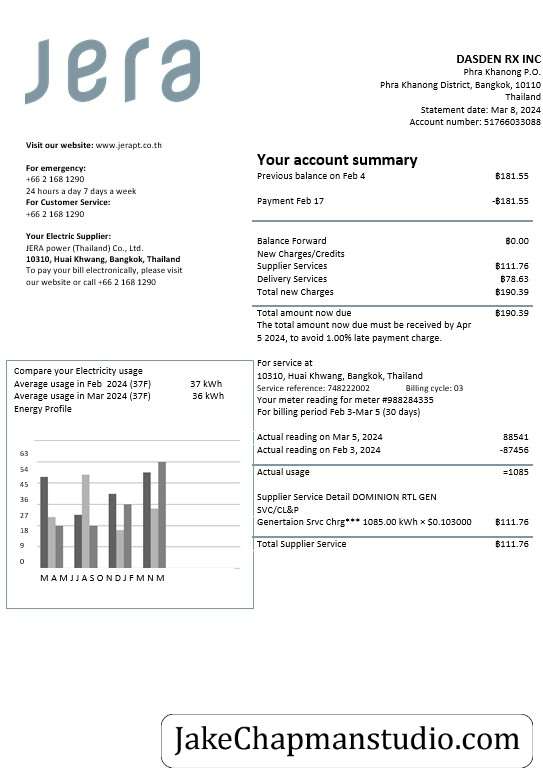 jera
DASDEN RX INC
Phra Khanong P.O.
Phra Khanong District, Bangkok, 10110
Thailand
Statement date: Mar 8, 2024
Account number: 51766033088
Visit our website: www.jerapt.co.th
For emergency:
+66 2 168 1290
24 hours a day 7 days a week
For Customer Service:
+66 2 168 1290
Your Electric Supplier:
JERA power (Thailand) Co., Ltd.
10310, Huai Khwang, Bangkok, Thailand
To pay your bill electronically, please visit
our website or call +66 2 168 1290
Your account summary
Previous balance on Feb 4 ฿181.55
Payment Feb 17 -฿181.55
Balance Forward ฿0.00
New Charges/Credits
Supplier Services ฿111.76
Delivery Services ฿78.63
Total new Charges ฿190.39
Total amount now due ฿190.39
The total amount now due must be received by Apr
5 2024, to avoid 1.00% late payment charge.
Compare your Electricity usage
Average usage in Feb 2024 (37F) 37 kWh
Average usage in Mar 2024 (37F) 36 kWh
Energy Profile
63
54
45
36
27
18
9
0
M A M J J A S O N D J F M N M
For service at
10310, Huai Khwang, Bangkok, Thailand
Service reference: 748222002 Billing cycle: 03
Your meter reading for meter #988284335
For billing period Feb 3-Mar 5 (30 days)
Actual reading on Mar 5, 2024 88541
Actual reading on Feb 3, 2024 -87456
Actual usage =1085
Supplier Service Detail DOMINION RTL GEN
SVC/CL&P
Genertaion Srvc Chrg*** 1085.00 kWh × $0.103000 ฿111.76
Total Supplier Service ฿111.76
JakeChapmanstudio.com